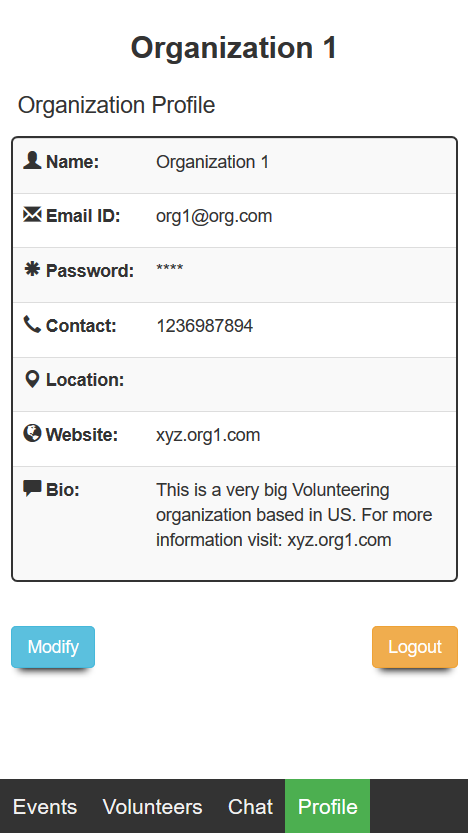 Organization 1
Organization Profile
Name: Organization 1
Email ID: org1@org.com
Password: ****
Contact: 1236987894
Location:
Website: xyz.org1.com
Bio: This is a very big Volunteering
organization based in US. For more
information visit: xyz.org1.com
Modify Logout
Events Volunteers Chat Profile